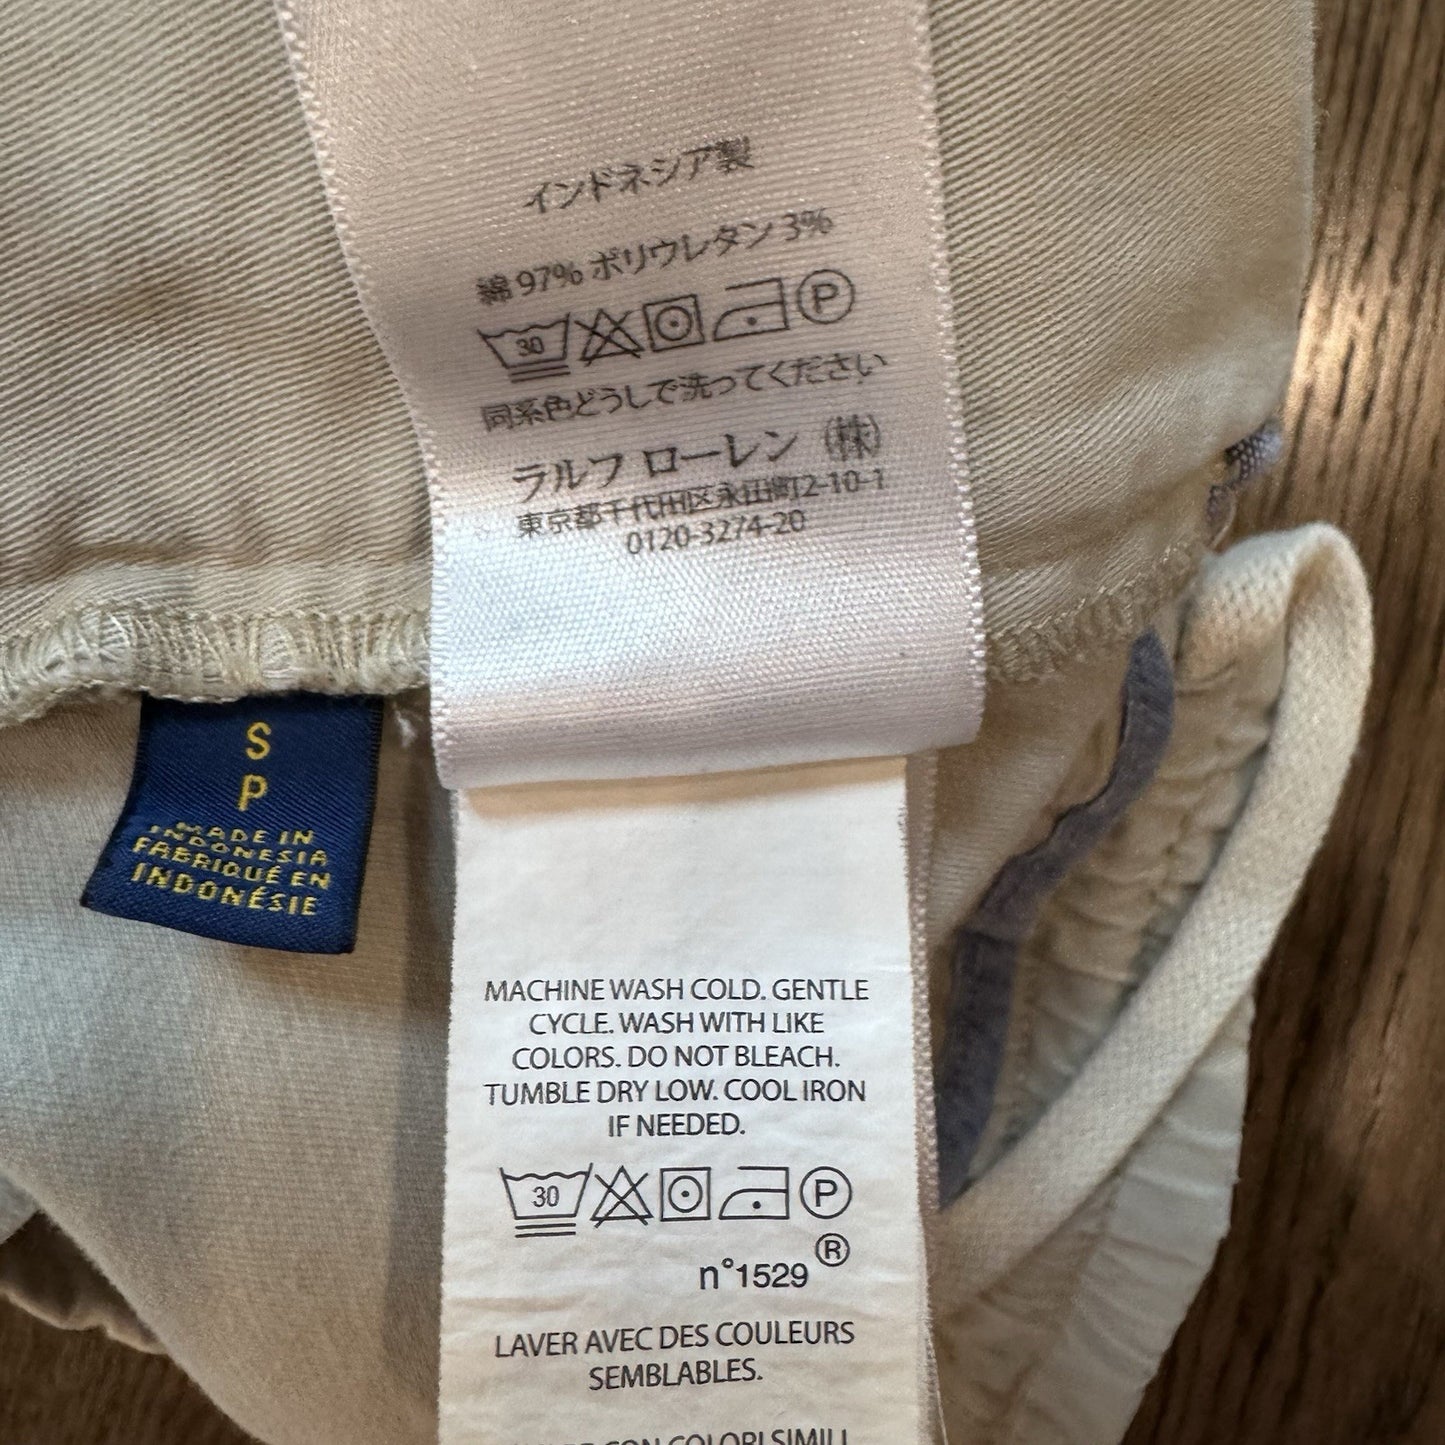 インドネシア製
綿 97% ポリウレタン 3%
30
P
同系色どうしで洗ってください
ラルフ ローレン (株)
東京都千代田区永田町2-10-1
0120-3274-20
S
P
MADE IN
INDONESIA
FABRIQUÉ EN
INDONÉSIE
MACHINE WASH COLD. GENTLE
CYCLE. WASH WITH LIKE
COLORS. DO NOT BLEACH.
TUMBLE DRY LOW. COOL IRON
IF NEEDED.
30
P
n°1529 ®
LAVER AVEC DES COULEURS
SEMBLABLES.
CON COLORI SIMILI